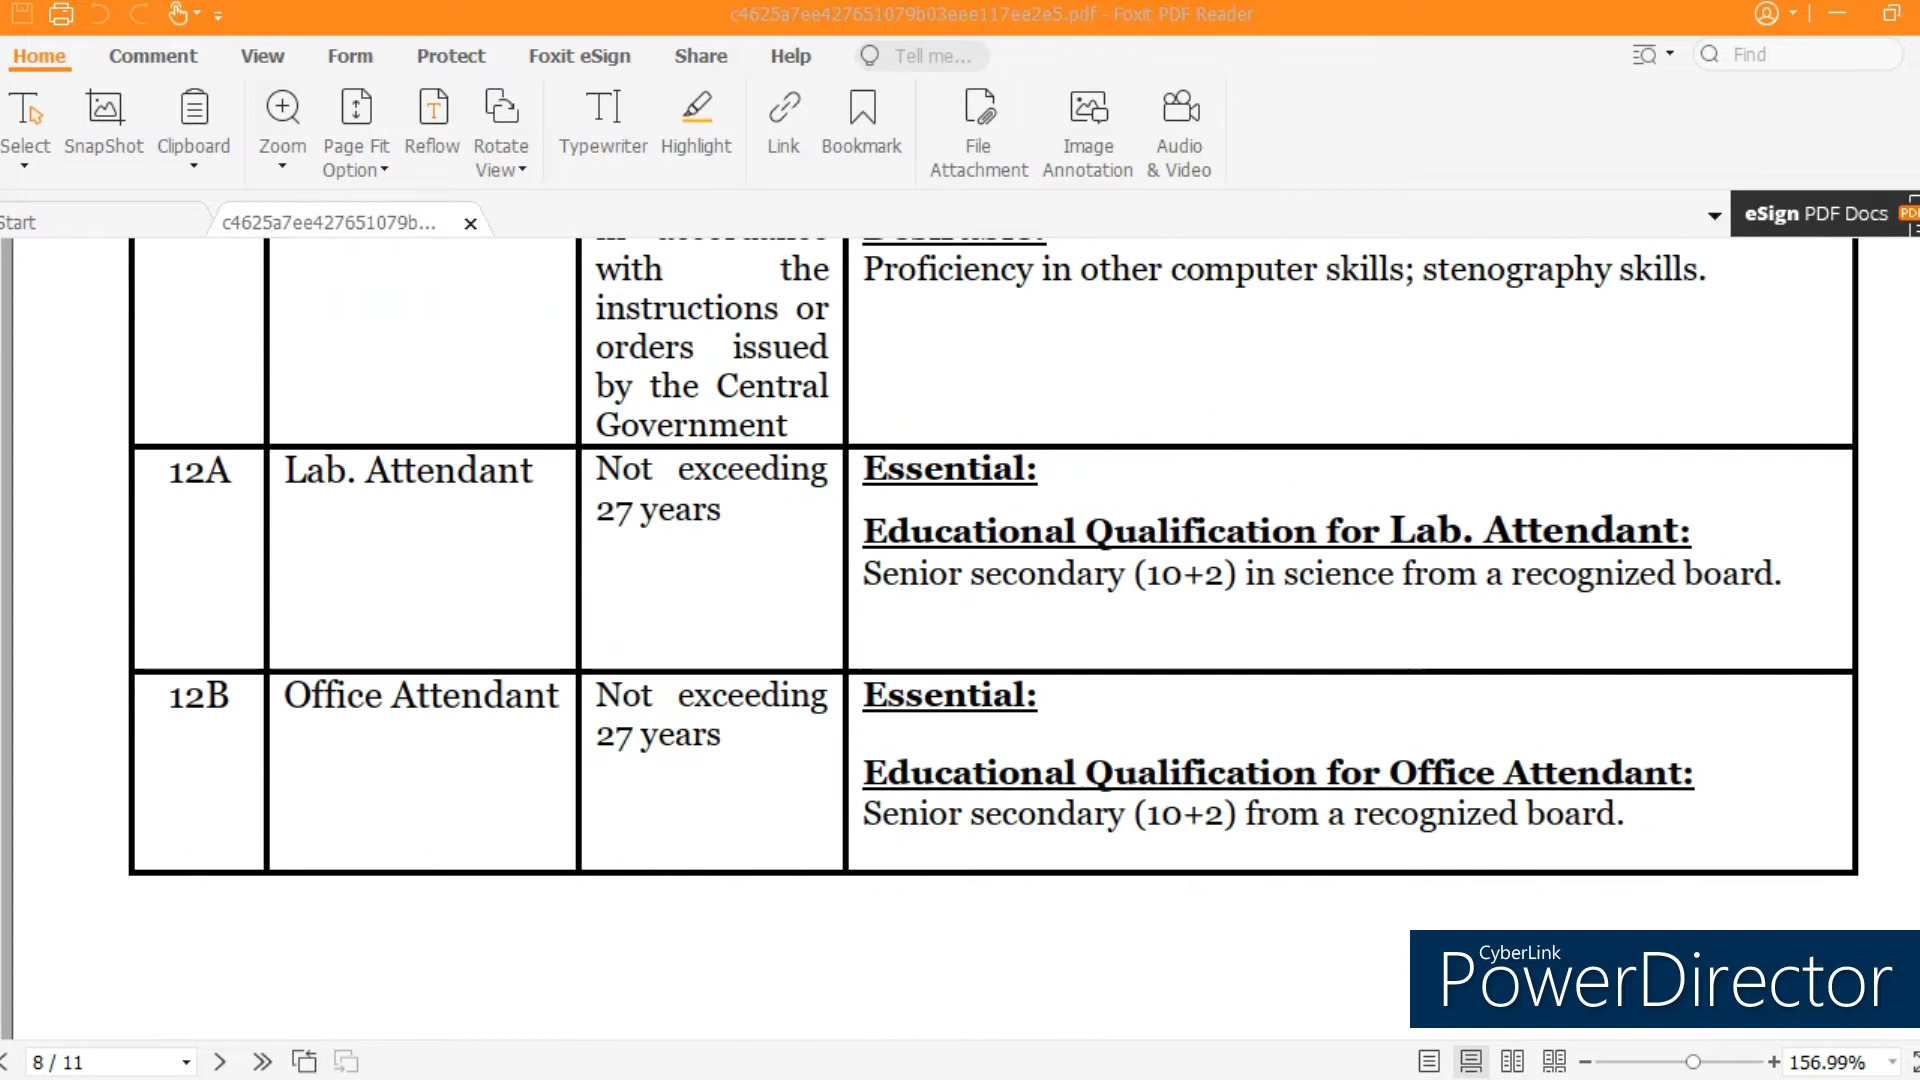 c4625a7ee427651079b03eee117ee2e5.pdf - Foxit PDF Reader
Home Comment View Form Protect Foxit eSign Share Help Tell me... Find
Select SnapShot Clipboard Zoom Page Fit Option Reflow Rotate View Typewriter Highlight Link Bookmark File Attachment Image Annotation Audio & Video
Start c4625a7ee427651079b... eSign PDF Docs
in accordance
with the
instructions or
orders issued
by the Central
Government
Proficiency in other computer skills; stenography skills.
12A Lab. Attendant Not exceeding
27 years
Essential:
Educational Qualification for Lab. Attendant:
Senior secondary (10+2) in science from a recognized board.
12B Office Attendant Not exceeding
27 years
Essential:
Educational Qualification for Office Attendant:
Senior secondary (10+2) from a recognized board.
CyberLink
PowerDirector
8 / 11 156.99%